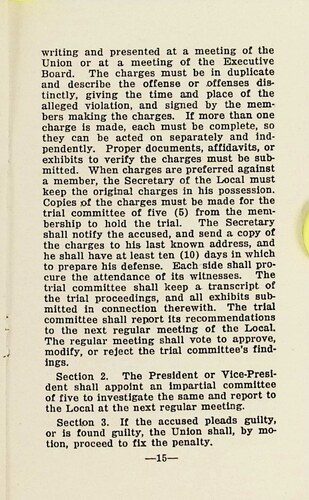 writing and presented at a meeting of the
Union or at a meeting of the Executive
Board. The charges must be in duplicate
and describe the offense or offenses dis-
tinctly, giving the time and place of the
alleged violation, and signed by the mem-
bers making the charges. If more than one
charge is made, each must be complete, so
they can be acted on separately and ind-
pendently. Proper documents, affidavits, or
exhibits to verify the charges must be sub-
mitted. When charges are preferred against
a member, the Secretary of the Local must
keep the original charges in his possession.
Copies of the charges must be made for the
trial committee of five (5) from the mem-
bership to hold the trial. The Secretary
shall notify the accused, and send a copy of
the charges to his last known address, and
he shall have at least ten (10) days in which
to prepare his defense. Each side shall pro-
cure the attendance of its witnesses. The
trial committee shall keep a transcript of
the trial proceedings, and all exhibits sub-
mitted in connection therewith. The trial
committee shall report its recommendations
to the next regular meeting of the Local.
The regular meeting shall vote to approve,
modify, or reject the trial committee's find-
ings.
Section 2. The President or Vice-Presi-
dent shall appoint an impartial committee
of five to investigate the same and report to
the Local at the next regular meeting.
Section 3. If the accused pleads guilty,
or is found guilty, the Union shall, by mo-
tion, proceed to fix the penalty.
—15—